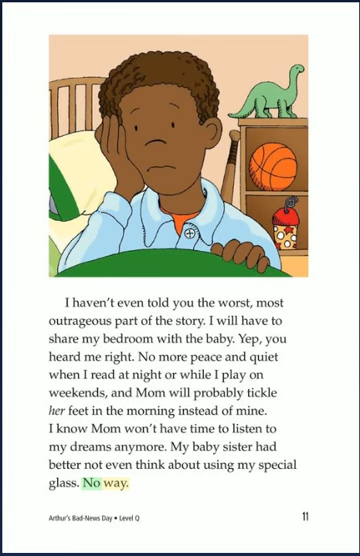 I haven't even told you the worst, most
outrageous part of the story. I will have to
share my bedroom with the baby. Yep, you
heard me right. No more peace and quiet
when I read at night or while I play on
weekends, and Mom will probably tickle
her feet in the morning instead of mine.
I know Mom won't have time to listen to
my dreams anymore. My baby sister had
better not even think about using my special
glass. No way.
Arthur's Bad-News Day • Level Q
11